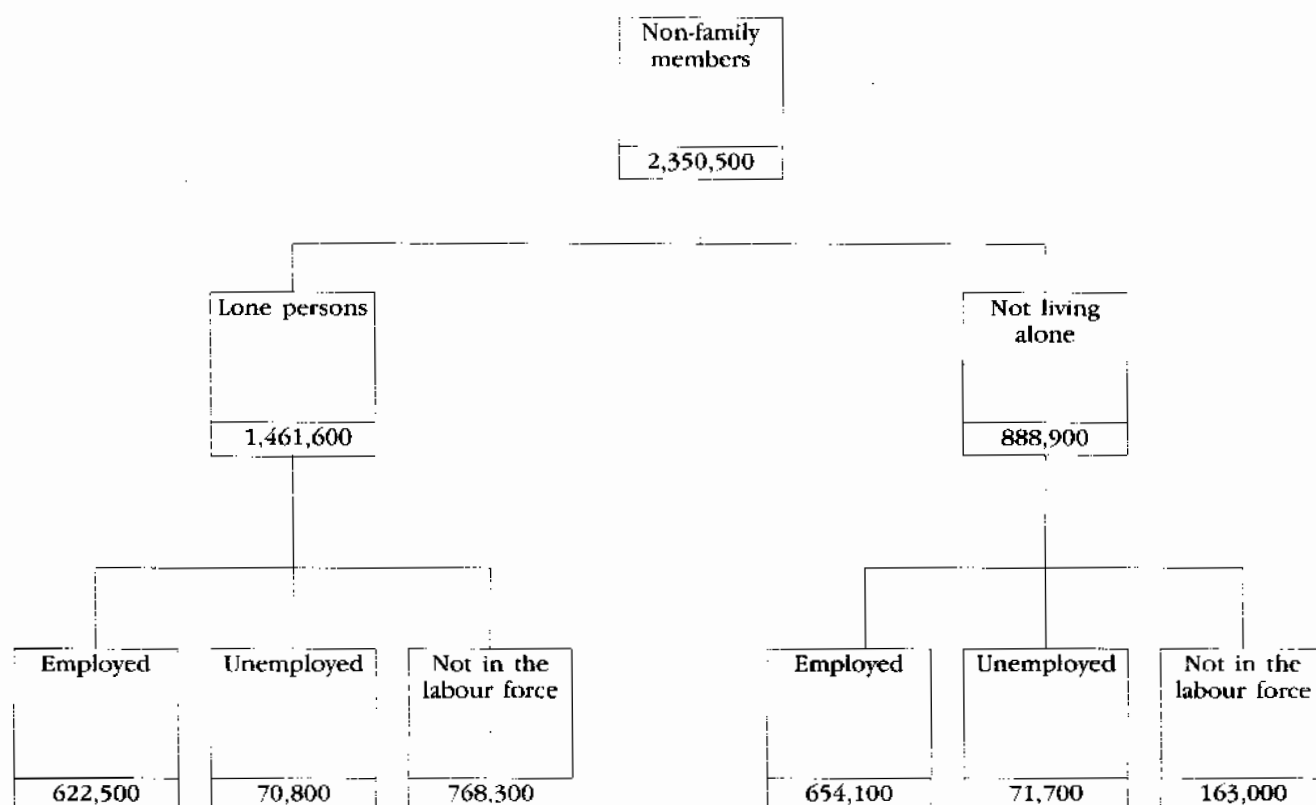 Non-family
members
2,350,500
Lone persons
1,461,600
Not living
alone
888,900
Employed
622,500
Unemployed
70,800
Not in the
labour force
768,300
Employed
654,100
Unemployed
71,700
Not in the
labour force
163,000